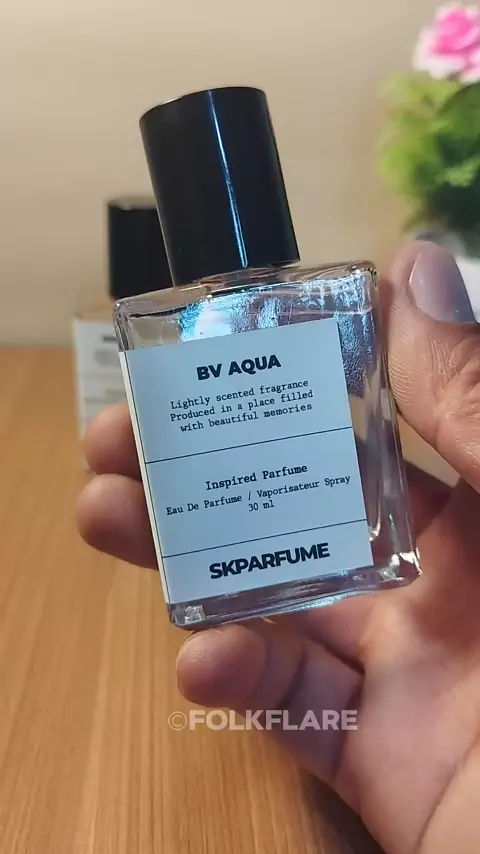 BV AQUA
Lightly scented fragrance
Produced in a place filled
with beautiful memories
Inspired Parfume
Eau De Parfume / Vaporisateur Spray
30 ml
SKPARFUME
©FOLKFLARE